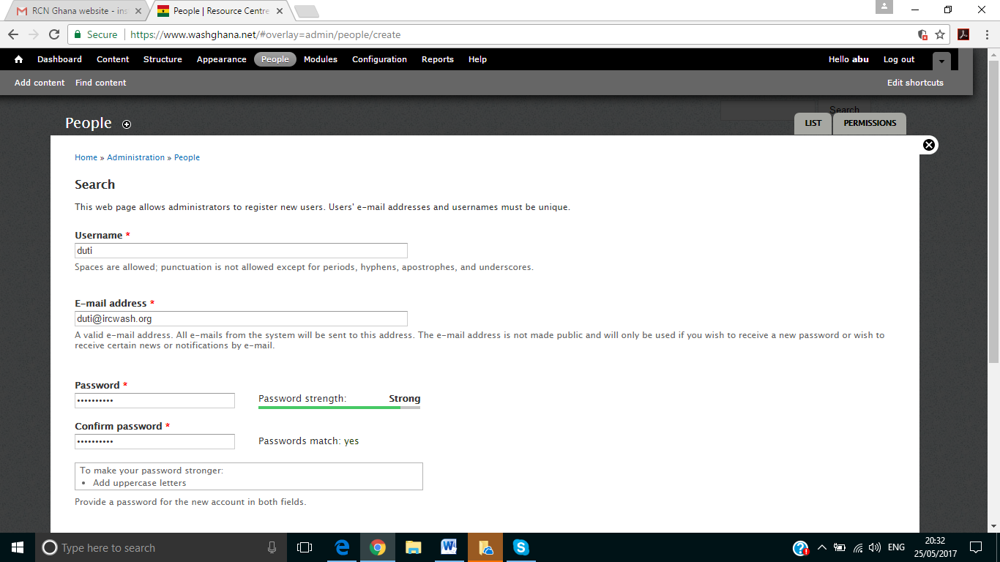 RCN Ghana website - ins
People | Resource Centre
Secure
https://www.washghana.net/#overlay=admin/people/create
Dashboard Content Structure Appearance People Modules Configuration Reports Help Hello abu Log out
Add content Find content Edit shortcuts
Search
People
LIST PERMISSIONS
Home » Administration » People
Search
This web page allows administrators to register new users. Users' e-mail addresses and usernames must be unique.
Username *
duti
Spaces are allowed; punctuation is not allowed except for periods, hyphens, apostrophes, and underscores.
E-mail address *
duti@ircwash.org
A valid e-mail address. All e-mails from the system will be sent to this address. The e-mail address is not made public and will only be used if you wish to receive a new password or wish to
receive certain news or notifications by e-mail.
Password *
•••••••••• Password strength: Strong
Confirm password *
•••••••••• Passwords match: yes
To make your password stronger:
• Add uppercase letters
Provide a password for the new account in both fields.
Type here to search
ENG
20:32
25/05/2017